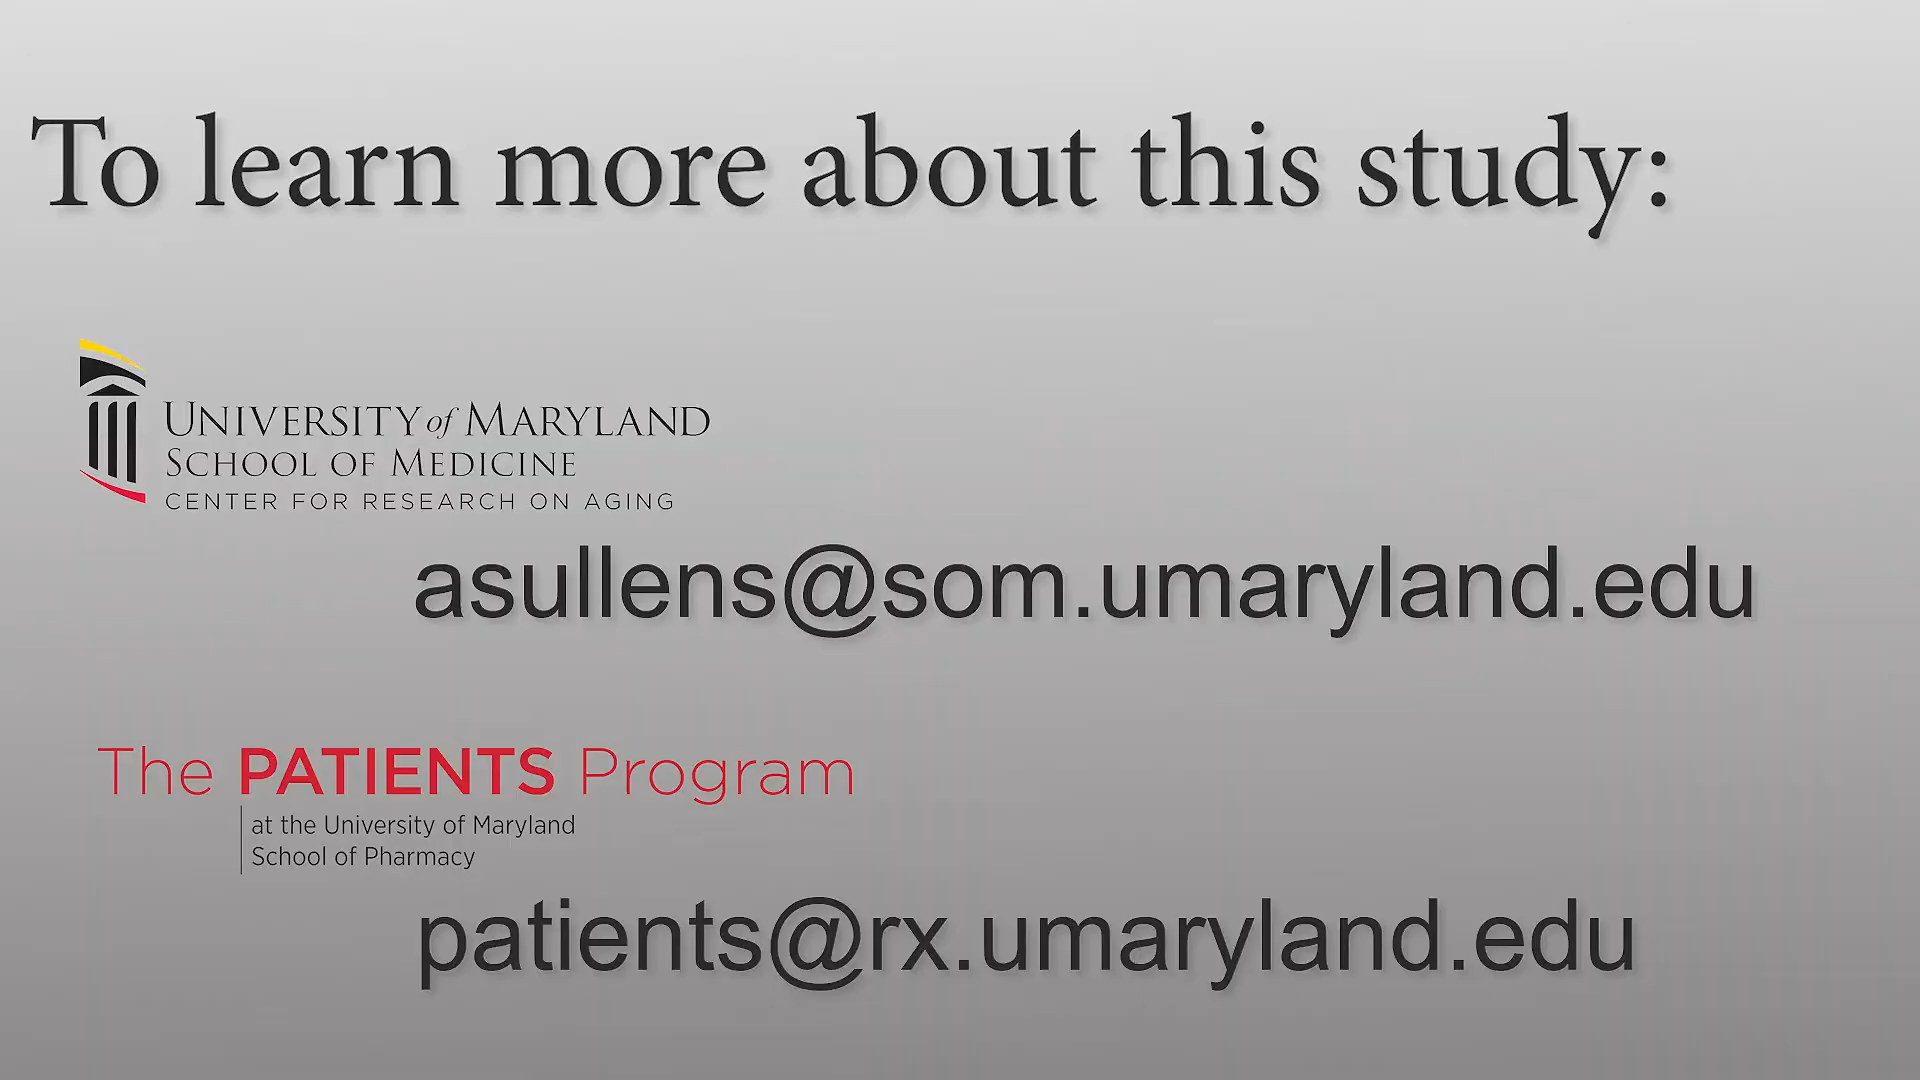 To learn more about this study:
UNIVERSITY of MARYLAND
SCHOOL OF MEDICINE
CENTER FOR RESEARCH ON AGING
asullens@som.umaryland.edu
The PATIENTS Program
at the University of Maryland
School of Pharmacy
patients@rx.umaryland.edu